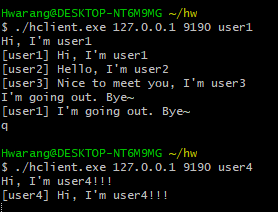 Hwarang@DESKTOP-NT6M9MG ~/hw
$ ./hclient.exe 127.0.0.1 9190 user1
Hi, I'm user1
[user1] Hi, I'm user1
[user2] Hello, I'm user2
[user3] Nice to meet you, I'm user3
I'm going out. Bye~
[user1] I'm going out. Bye~
q
Hwarang@DESKTOP-NT6M9MG ~/hw
$ ./hclient.exe 127.0.0.1 9190 user4
Hi, I'm user4!!!
[user4] Hi, I'm user4!!!